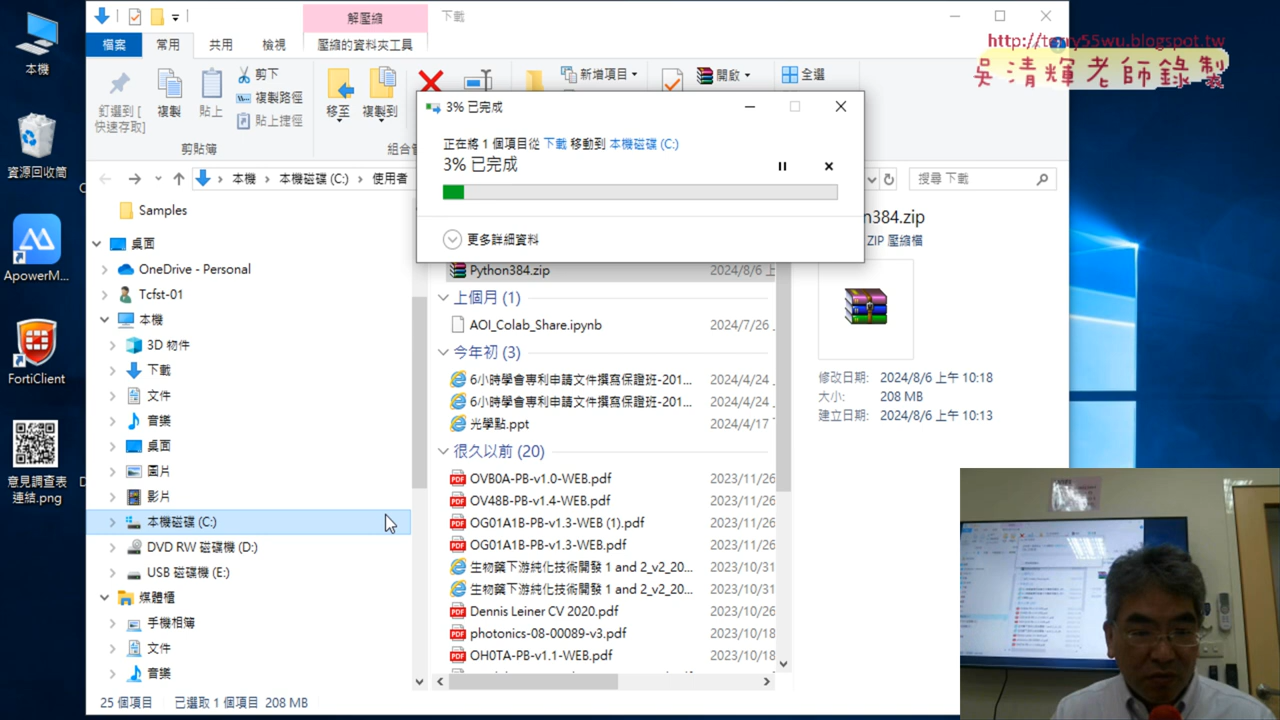 解壓縮
下載
檔案
常用
共用
檢視
壓縮的資料夾工具
http://tomy55wu.blogspot.tw
吳清輝老師錄製
釘選到 [
快速存取]
複製
貼上
剪下
複製路徑
貼上捷徑
移至
複製到
新增項目
開啟
全選
剪貼簿
組合管
3% 已完成
正在將 1 個項目從 下載 移動到 本機磁碟 (C:)
3% 已完成
更多詳細資料
本機
本機磁碟 (C:)
使用者
搜尋 下載
本機
資源回收筒
ApowerM...
FortiClient
意見調查表
連結.png
Samples
桌面
OneDrive - Personal
Tcfst-01
本機
3D 物件
下載
文件
音樂
桌面
圖片
影片
本機磁碟 (C:)
DVD RW 磁碟機 (D:)
USB 磁碟機 (E:)
媒體櫃
手機相簿
文件
音樂
Python384.zip 2024/8/6 上
上個月 (1)
AOI_Colab_Share.ipynb 2024/7/26
今年初 (3)
6小時學會專利申請文件撰寫保證班-201... 2024/4/24
6小時學會專利申請文件撰寫保證班-201... 2024/4/24
光學點.ppt 2024/4/17
很久以前 (20)
OVB0A-PB-v1.0-WEB.pdf 2023/11/26
OV48B-PB-v1.4-WEB.pdf 2023/11/26
OG01A1B-PB-v1.3-WEB (1).pdf 2023/11/26
OG01A1B-PB-v1.3-WEB.pdf 2023/11/26
生物藥下游純化技術開發 1 and 2_v2_20... 2023/10/31
生物藥下游純化技術開發 1 and 2_v2_20... 2023/10/31
Dennis Leiner CV 2020.pdf 2023/10/26
photonics-08-00089-v3.pdf 2023/10/18
OH0TA-PB-v1.1-WEB.pdf 2023/10/18
n384.zip
ZIP 壓縮檔
修改日期: 2024/8/6 上午 10:18
大小: 208 MB
建立日期: 2024/8/6 上午 10:13
25 個項目 已選取 1 個項目 208 MB